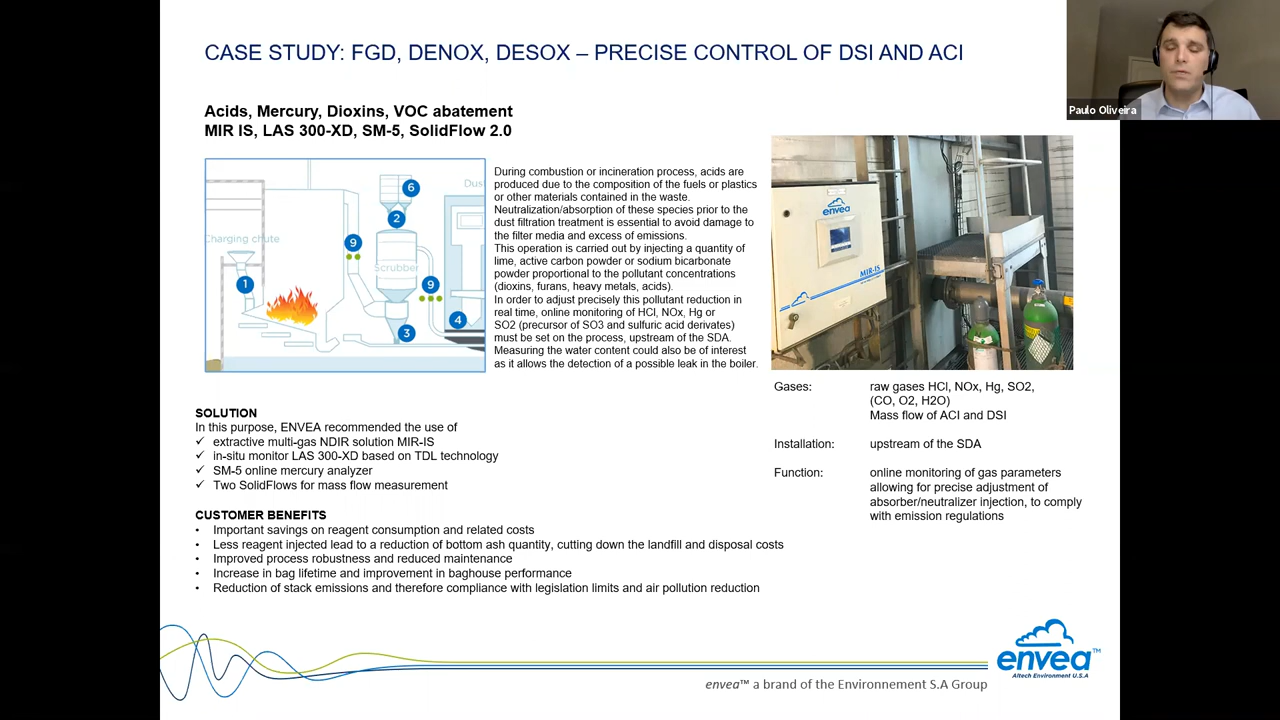 CASE STUDY: FGD, DENOX, DESOX – PRECISE CONTROL OF DSI AND ACI
Paulo Oliveira
Acids, Mercury, Dioxins, VOC abatement
MIR IS, LAS 300-XD, SM-5, SolidFlow 2.0
6
Dust
2
Charging chute
9
Scrubber
1
9
4
3
During combustion or incineration process, acids are
produced due to the composition of the fuels or plastics
or other materials contained in the waste.
Neutralization/absorption of these species prior to the
dust filtration treatment is essential to avoid damage to
the filter media and excess of emissions.
This operation is carried out by injecting a quantity of
lime, active carbon powder or sodium bicarbonate
powder proportional to the pollutant concentrations
(dioxins, furans, heavy metals, acids).
In order to adjust precisely this pollutant reduction in
real time, online monitoring of HCl, NOx, Hg or
SO2 (precursor of SO3 and sulfuric acid derivates)
must be set on the process, upstream of the SDA.
Measuring the water content could also be of interest
as it allows the detection of a possible leak in the boiler.
envea
MIR-IS
Gases: raw gases HCl, NOx, Hg, SO2,
(CO, O2, H2O)
Mass flow of ACI and DSI
Installation: upstream of the SDA
Function: online monitoring of gas parameters
allowing for precise adjustment of
absorber/neutralizer injection, to comply
with emission regulations
SOLUTION
In this purpose, ENVEA recommended the use of
✓ extractive multi-gas NDIR solution MIR-IS
✓ in-situ monitor LAS 300-XD based on TDL technology
✓ SM-5 online mercury analyzer
✓ Two SolidFlows for mass flow measurement
CUSTOMER BENEFITS
• Important savings on reagent consumption and related costs
• Less reagent injected lead to a reduction of bottom ash quantity, cutting down the landfill and disposal costs
• Improved process robustness and reduced maintenance
• Increase in bag lifetime and improvement in baghouse performance
• Reduction of stack emissions and therefore compliance with legislation limits and air pollution reduction
envea™
Altech Environment U.S.A
envea™ a brand of the Environnement S.A Group